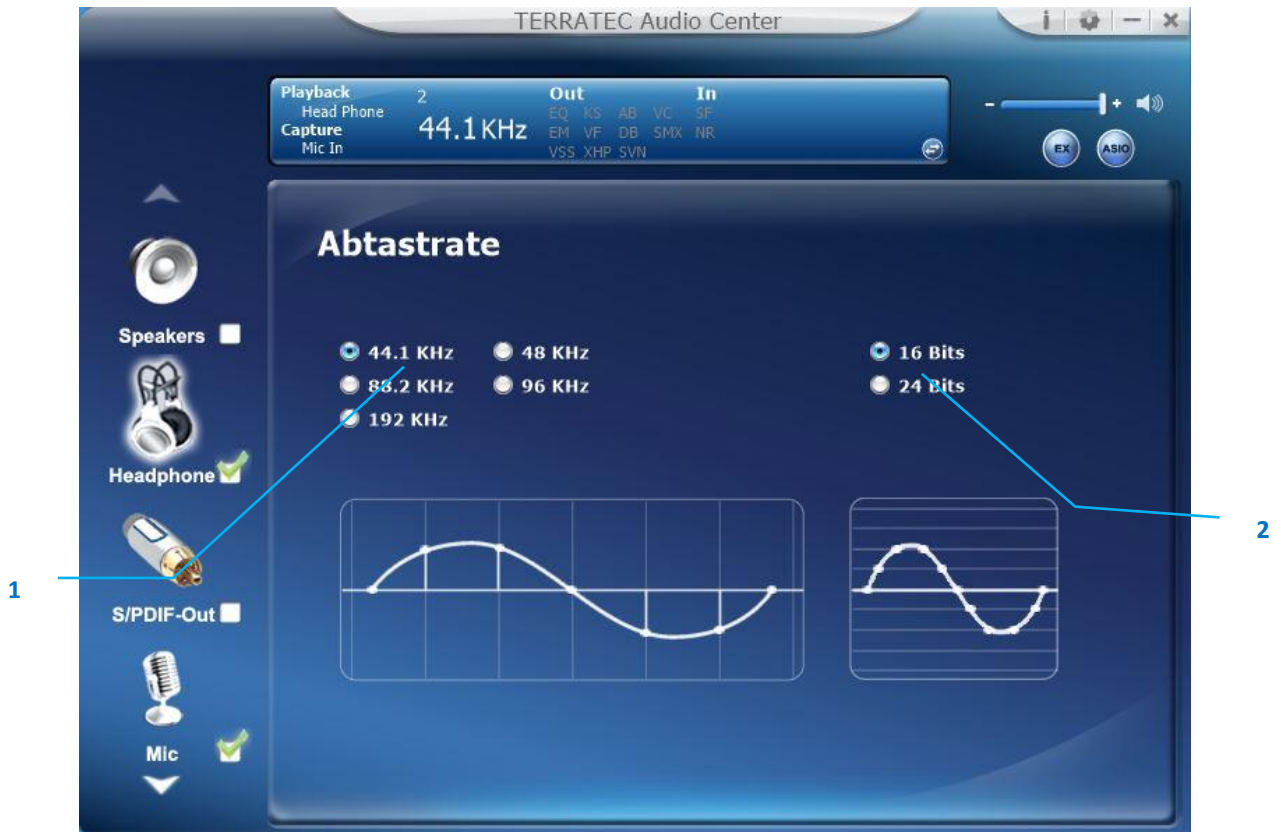 TERRATEC Audio Center
i
Playback 2 Out In
Head Phone EQ KS AB VC SF
Capture 44.1KHz EM VF DB SMX NR
Mic In VSS XHP SVN
- +
EX ASIO
Abtastrate
Speakers
44.1 KHz 48 KHz 16 Bits
88.2 KHz 96 KHz 24 Bits
192 KHz
Headphone
2
1
S/PDIF-Out
Mic